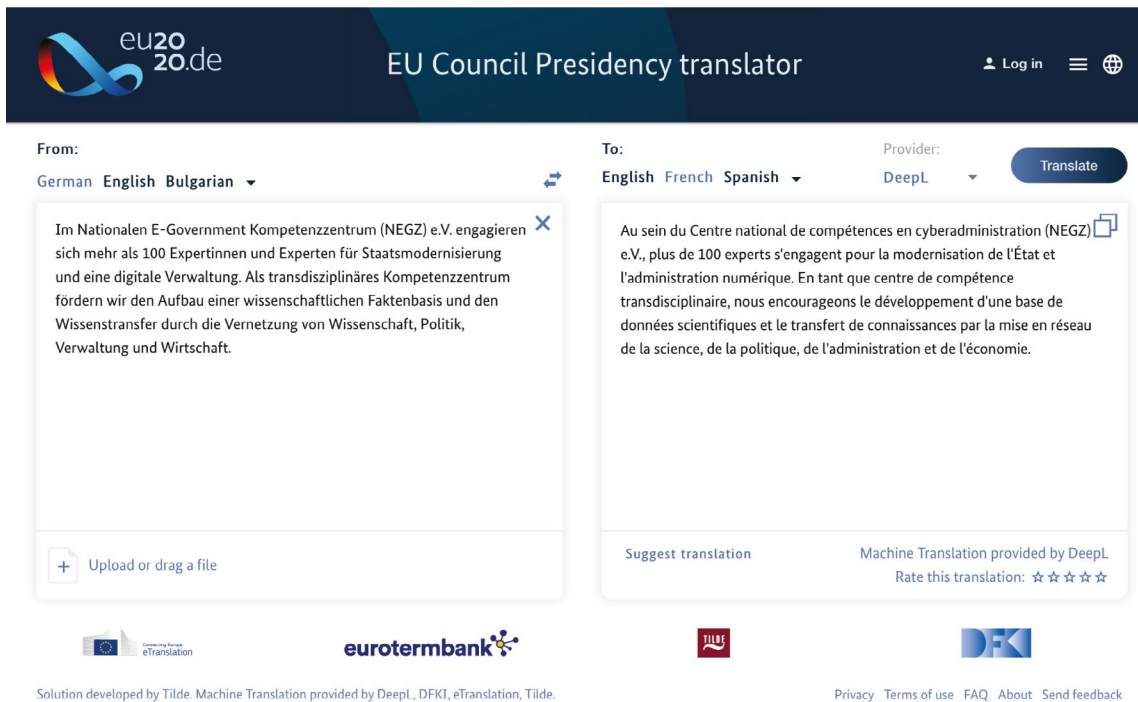 eu20
20.de
EU Council Presidency translator
Log in
From:
German English Bulgarian
To:
English French Spanish
Provider:
DeepL
Translate
Im Nationalen E-Government Kompetenzzentrum (NEGZ) e.V. engagieren
sich mehr als 100 Expertinnen und Experten für Staatsmodernisierung
und eine digitale Verwaltung. Als transdisziplinäres Kompetenzzentrum
fördern wir den Aufbau einer wissenschaftlichen Faktenbasis und den
Wissenstransfer durch die Vernetzung von Wissenschaft, Politik,
Verwaltung und Wirtschaft.
Au sein du Centre national de compétences en cyberadministration (NEGZ)
e.V., plus de 100 experts s'engagent pour la modernisation de l'État et
l'administration numérique. En tant que centre de compétence
transdisciplinaire, nous encourageons le développement d'une base de
données scientifiques et le transfert de connaissances par la mise en réseau
de la science, de la politique, de l'administration et de l'économie.
Upload or drag a file
Suggest translation
Machine Translation provided by DeepL
Rate this translation:
Connecting Europe
eTranslation
eurotermbank
TILDE
DFKI
Solution developed by Tilde. Machine Translation provided by DeepL, DFKI, eTranslation, Tilde.
Privacy Terms of use FAQ About Send feedback